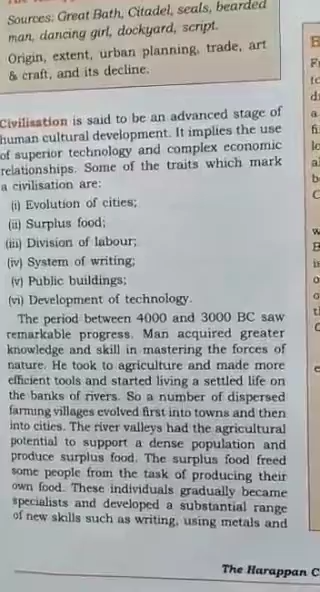 Sources: Great Bath, Citadel, seals, bearded
man, dancing girl, dockyard, script.
Origin, extent, urban planning, trade, art
& craft, and its decline.
Civilisation is said to be an advanced stage of
human cultural development. It implies the use
of superior technology and complex economic
relationships. Some of the traits which mark
a civilisation are:
(i) Evolution of cities;
(ii) Surplus food;
(iii) Division of labour;
(iv) System of writing;
(v) Public buildings;
(vi) Development of technology.
The period between 4000 and 3000 BC saw
remarkable progress. Man acquired greater
knowledge and skill in mastering the forces of
nature. He took to agriculture and made more
efficient tools and started living a settled life on
the banks of rivers. So a number of dispersed
farming villages evolved first into towns and then
into cities. The river valleys had the agricultural
potential to support a dense population and
produce surplus food. The surplus food freed
some people from the task of producing their
own food. These individuals gradually became
specialists and developed a substantial range
of new skills such as writing, using metals and
The Harappan C